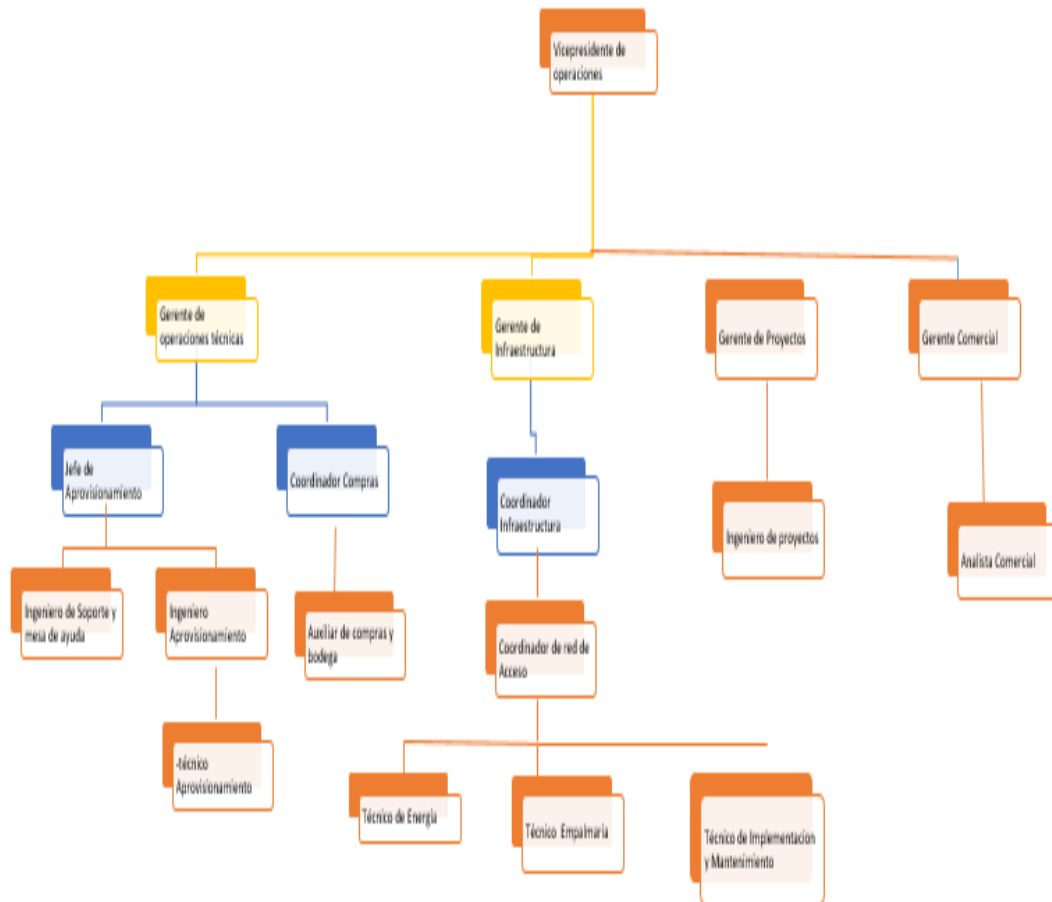 Vicepresidente de
operaciones
Gerente de
operaciones técnicas
Gerente de
Infraestructura
Gerente de Proyectos
Gerente Comercial
Jefe de
Aprovisionamiento
Coordinador Compras
Coordinador
Infraestructura
Ingeniero de proyectos
Analista Comercial
Ingeniero de Soporte y
mesa de ayuda
Ingeniero
Aprovisionamiento
Auxiliar de compras y
bodega
Coordinador de red de
Acceso
-técnico
Aprovisionamiento
Técnico de Energía
Técnico Empalmaria
Técnico de Implementacion
y Mantenimiento